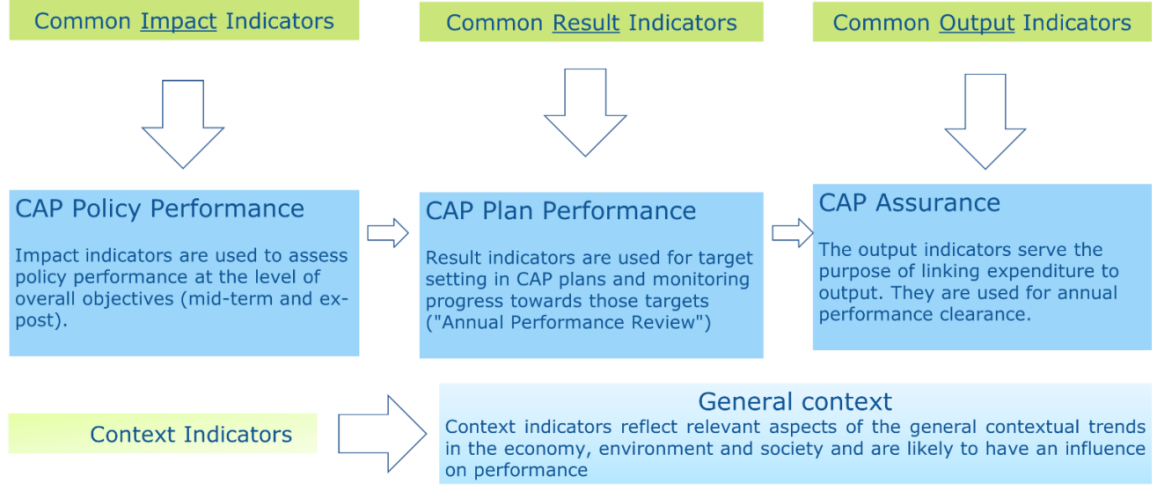 Common Impact Indicators
Common Result Indicators
Common Output Indicators
CAP Policy Performance
Impact indicators are used to assess
policy performance at the level of
overall objectives (mid-term and ex-
post).
CAP Plan Performance
Result indicators are used for target
setting in CAP plans and monitoring
progress towards those targets
("Annual Performance Review")
CAP Assurance
The output indicators serve the
purpose of linking expenditure to
output. They are used for annual
performance clearance.
Context Indicators
General context
Context indicators reflect relevant aspects of the general contextual trends
in the economy, environment and society and are likely to have an influence
on performance